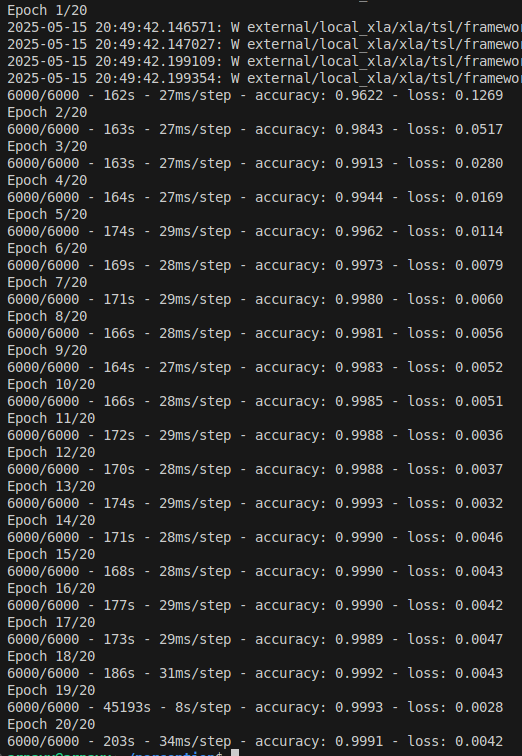 Epoch 1/20
2025-05-15 20:49:42.146571: W external/local_xla/xla/tsl/framewor
2025-05-15 20:49:42.147027: W external/local_xla/xla/tsl/framewor
2025-05-15 20:49:42.199109: W external/local_xla/xla/tsl/framewor
2025-05-15 20:49:42.199354: W external/local_xla/xla/tsl/framewor
6000/6000 - 162s - 27ms/step - accuracy: 0.9622 - loss: 0.1269
Epoch 2/20
6000/6000 - 163s - 27ms/step - accuracy: 0.9843 - loss: 0.0517
Epoch 3/20
6000/6000 - 163s - 27ms/step - accuracy: 0.9913 - loss: 0.0280
Epoch 4/20
6000/6000 - 164s - 27ms/step - accuracy: 0.9944 - loss: 0.0169
Epoch 5/20
6000/6000 - 174s - 29ms/step - accuracy: 0.9962 - loss: 0.0114
Epoch 6/20
6000/6000 - 169s - 28ms/step - accuracy: 0.9973 - loss: 0.0079
Epoch 7/20
6000/6000 - 171s - 29ms/step - accuracy: 0.9980 - loss: 0.0060
Epoch 8/20
6000/6000 - 166s - 28ms/step - accuracy: 0.9981 - loss: 0.0056
Epoch 9/20
6000/6000 - 164s - 27ms/step - accuracy: 0.9983 - loss: 0.0052
Epoch 10/20
6000/6000 - 166s - 28ms/step - accuracy: 0.9985 - loss: 0.0051
Epoch 11/20
6000/6000 - 172s - 29ms/step - accuracy: 0.9988 - loss: 0.0036
Epoch 12/20
6000/6000 - 170s - 28ms/step - accuracy: 0.9988 - loss: 0.0037
Epoch 13/20
6000/6000 - 174s - 29ms/step - accuracy: 0.9993 - loss: 0.0032
Epoch 14/20
6000/6000 - 171s - 28ms/step - accuracy: 0.9990 - loss: 0.0046
Epoch 15/20
6000/6000 - 168s - 28ms/step - accuracy: 0.9990 - loss: 0.0043
Epoch 16/20
6000/6000 - 177s - 29ms/step - accuracy: 0.9990 - loss: 0.0042
Epoch 17/20
6000/6000 - 173s - 29ms/step - accuracy: 0.9989 - loss: 0.0047
Epoch 18/20
6000/6000 - 186s - 31ms/step - accuracy: 0.9992 - loss: 0.0043
Epoch 19/20
6000/6000 - 45193s - 8s/step - accuracy: 0.9993 - loss: 0.0028
Epoch 20/20
6000/6000 - 203s - 34ms/step - accuracy: 0.9991 - loss: 0.0042